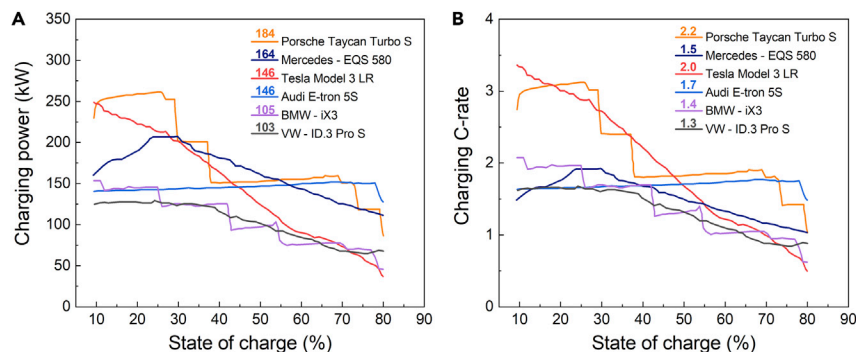 A
184 Porsche Taycan Turbo S
164 Mercedes - EQS 580
146 Tesla Model 3 LR
146 Audi E-tron 5S
105 BMW - iX3
103 VW - ID.3 Pro S
350
300
250
200
150
100
50
0
Charging power (kW)
10 20 30 40 50 60 70 80 90
State of charge (%)
B
2.2 Porsche Taycan Turbo S
1.5 Mercedes - EQS 580
2.0 Tesla Model 3 LR
1.7 Audi E-tron 5S
1.4 BMW - iX3
1.3 VW - ID.3 Pro S
4
3
2
1
0
Charging C-rate
10 20 30 40 50 60 70 80 90
State of charge (%)